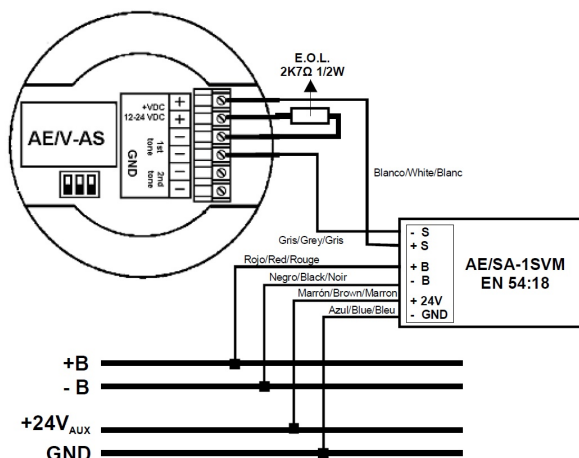 E.O.L.
2K7Ω 1/2W
+VDC
12-24 VDC
+
+
−
−
−
−
1st
tone
2nd
tone
GND
AE/V-AS
Blanco/White/Blanc
Gris/Grey/Gris
- S
+ S
Rojo/Red/Rouge
+ B
Negro/Black/Noir
- B
Marrón/Brown/Marron
+ 24V
Azul/Blue/Bleu
- GND
AE/SA-1SVM
EN 54:18
+B
- B
+24VAUX
GND